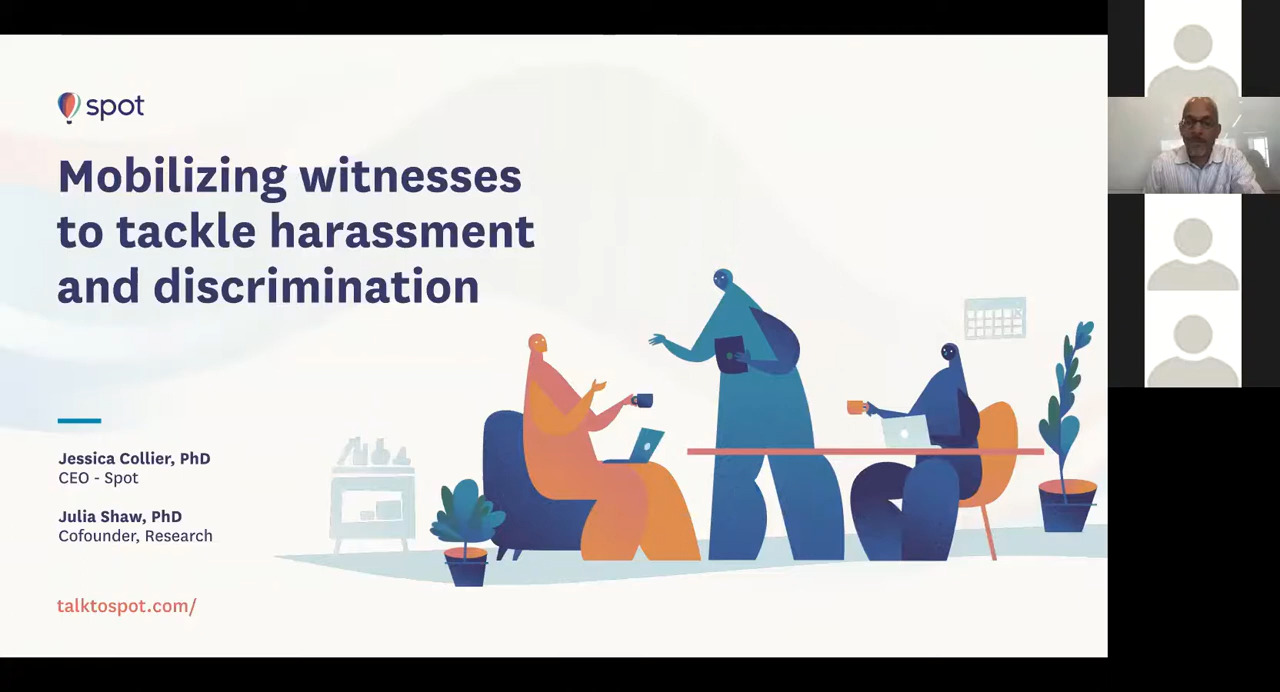 spot
Mobilizing witnesses
to tackle harassment
and discrimination
Jessica Collier, PhD
CEO - Spot
Julia Shaw, PhD
Cofounder, Research
talktospot.com/